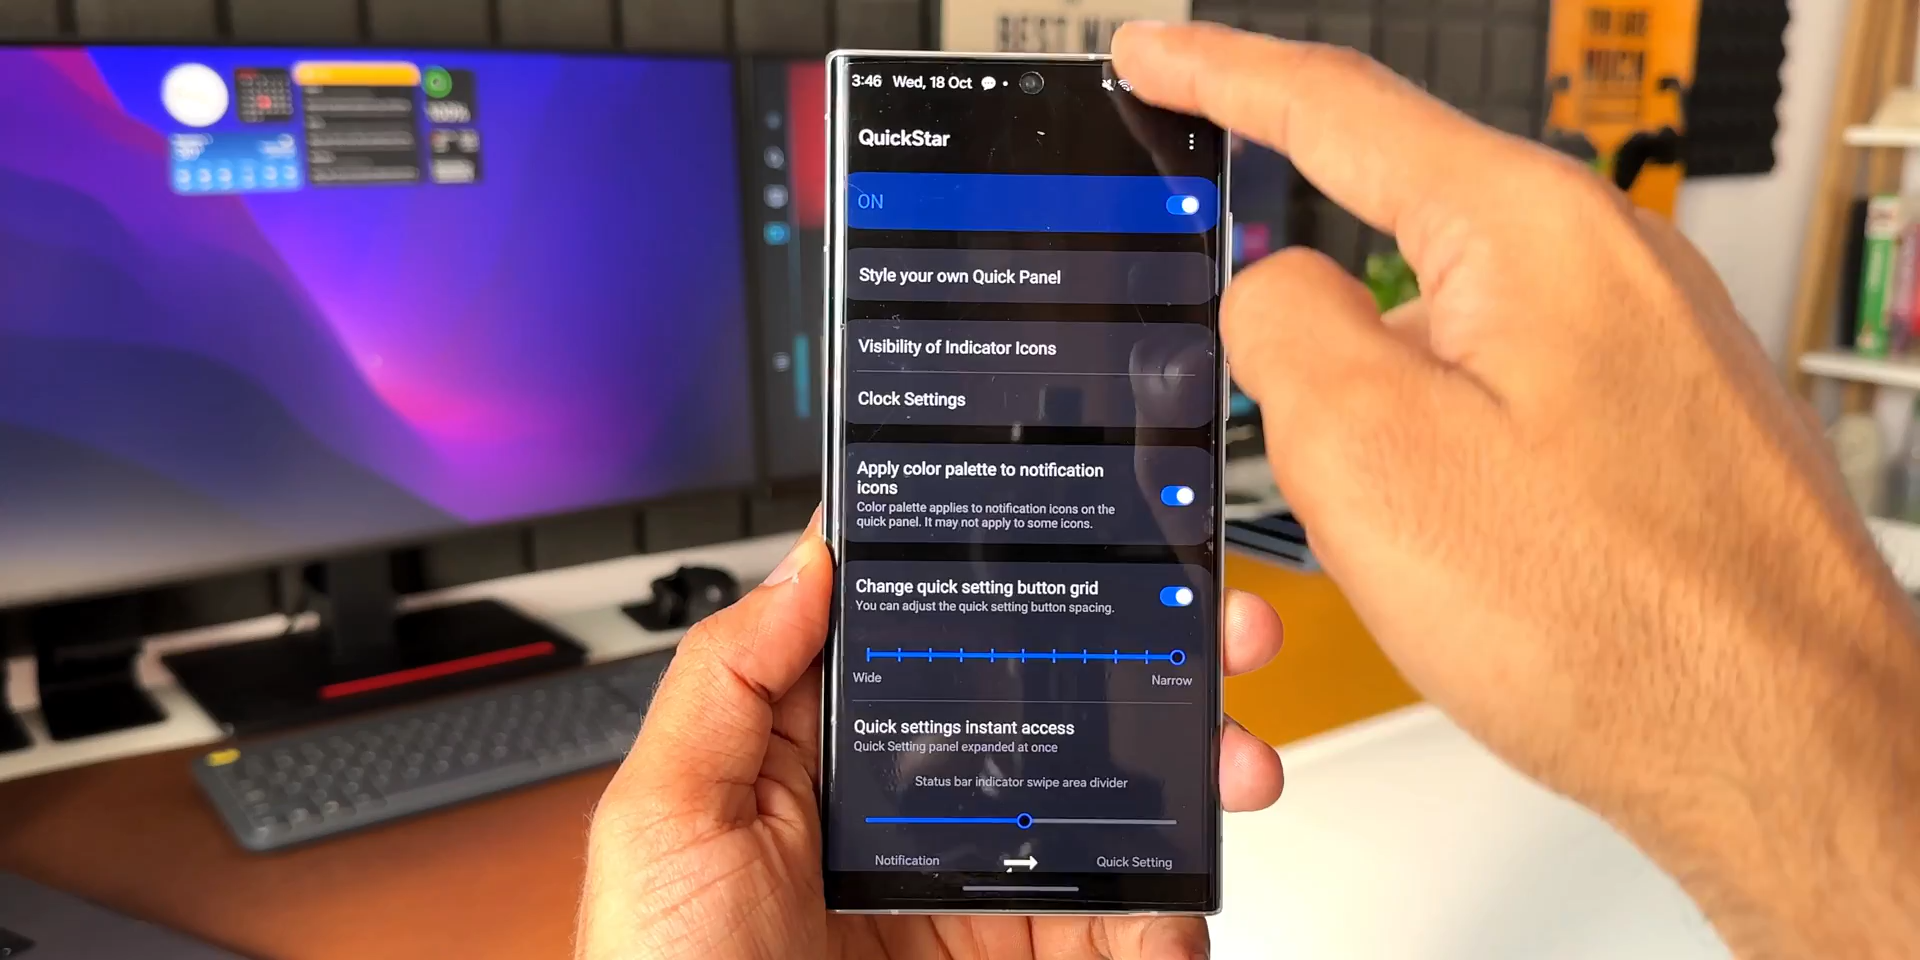 BEST
MUCH
3:46 Wed, 18 Oct
QuickStar
ON
Style your own Quick Panel
Visibility of Indicator Icons
Clock Settings
Apply color palette to notification
icons
Color palette applies to notification icons on the
quick panel. It may not apply to some icons.
Change quick setting button grid
You can adjust the quick setting button spacing.
Wide Narrow
Quick settings instant access
Quick Setting panel expanded at once
Status bar indicator swipe area divider
Notification Quick Setting